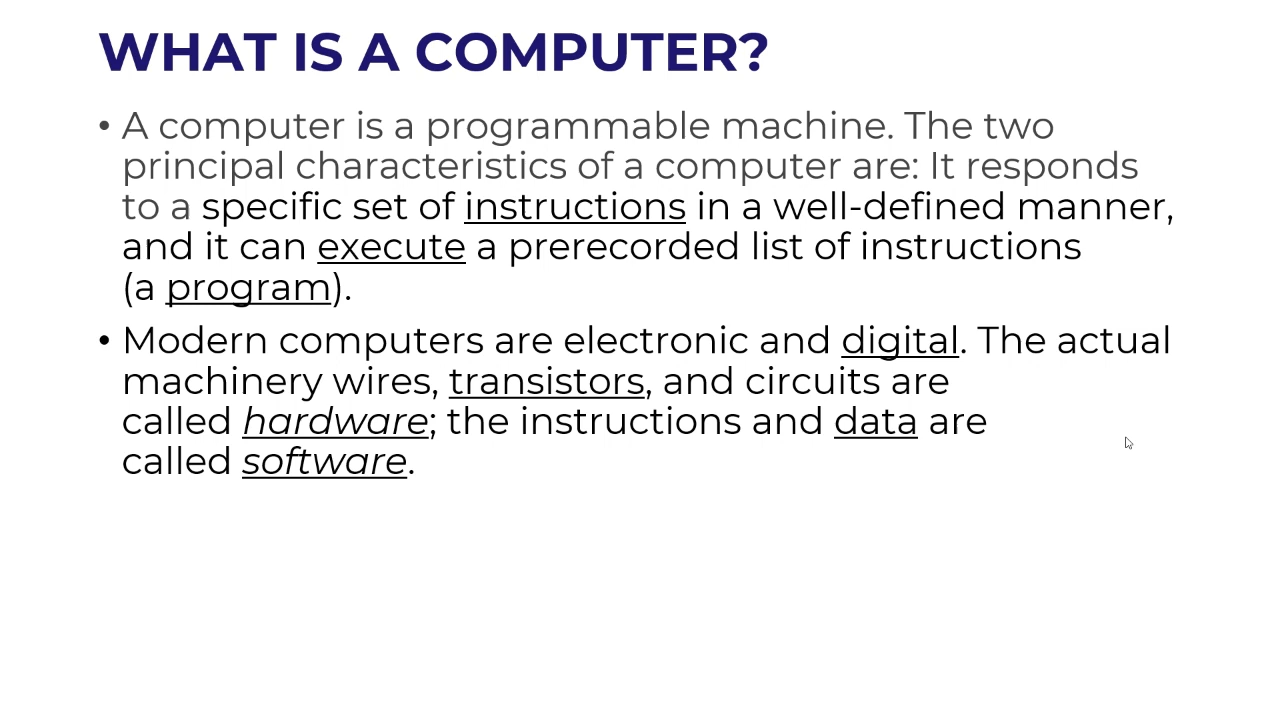 WHAT IS A COMPUTER?
• A computer is a programmable machine. The two
principal characteristics of a computer are: It responds
to a specific set of instructions in a well-defined manner,
and it can execute a prerecorded list of instructions
(a program).
• Modern computers are electronic and digital. The actual
machinery wires, transistors, and circuits are
called hardware; the instructions and data are
called software.